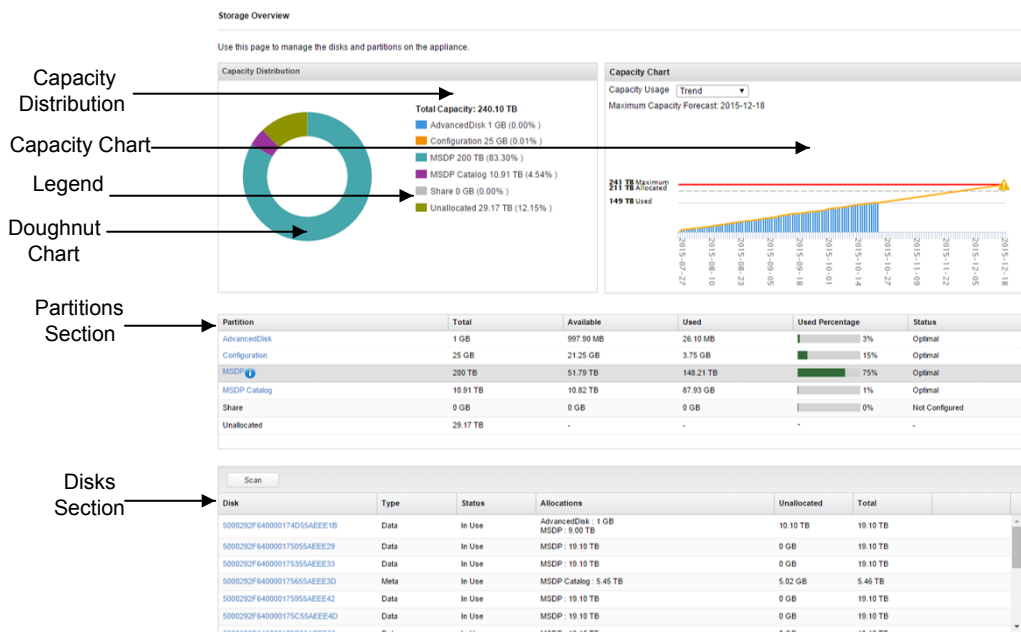 Storage Overview
Use this page to manage the disks and partitions on the appliance.
Capacity Distribution
Capacity Chart
Legend
Doughnut Chart
Partitions Section
Disks Section
Capacity Distribution
Total Capacity: 240.10 TB
AdvancedDisk 1 GB (0.00% )
Configuration 25 GB (0.01% )
MSDP 200 TB (83.30% )
MSDP Catalog 10.91 TB (4.54% )
Share 0 GB (0.00% )
Unallocated 29.17 TB (12.15% )
Capacity Chart
Capacity Usage Trend
Maximum Capacity Forecast: 2015-12-18
241 TB Maximum
211 TB Allocated
149 TB Used
2015-07-27 2015-08-10 2015-08-23 2015-09-05 2015-09-18 2015-10-01 2015-10-14 2015-10-27 2015-11-09 2015-11-22 2015-12-05 2015-12-18
Partition Total Available Used Used Percentage Status
AdvancedDisk 1 GB 997.90 MB 26.10 MB 3% Optimal
Configuration 25 GB 21.25 GB 3.75 GB 15% Optimal
MSDP 200 TB 51.79 TB 148.21 TB 75% Optimal
MSDP Catalog 10.91 TB 10.82 TB 87.93 GB 1% Optimal
Share 0 GB 0 GB 0 GB 0% Not Configured
Unallocated 29.17 TB - - - -
Scan
Disk Type Status Allocations Unallocated Total
5000292F640000174D55AEEE1B Data In Use AdvancedDisk : 1 GB MSDP : 9.00 TB 10.10 TB 19.10 TB
5000292F640000175055AEEE29 Data In Use MSDP : 19.10 TB 0 GB 19.10 TB
5000292F640000175355AEEE33 Data In Use MSDP : 19.10 TB 0 GB 19.10 TB
5000292F640000175655AEEE3D Meta In Use MSDP Catalog : 5.45 TB 5.02 GB 5.46 TB
5000292F640000175955AEEE42 Data In Use MSDP : 19.10 TB 0 GB 19.10 TB
5000292F640000175C55AEEE4D Data In Use MSDP : 19.10 TB 0 GB 19.10 TB